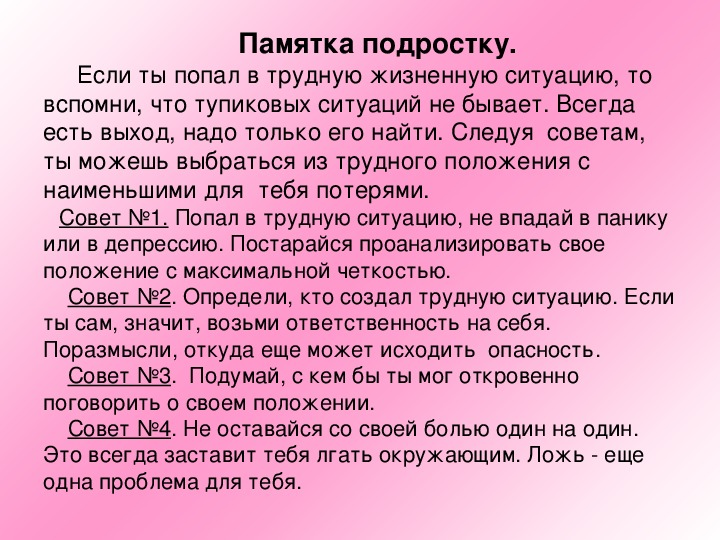 Памятка подростку.
Если ты попал в трудную жизненную ситуацию, то
вспомни, что тупиковых ситуаций не бывает. Всегда
есть выход, надо только его найти. Следуя советам,
ты можешь выбраться из трудного положения с
наименьшими для тебя потерями.
Совет №1. Попал в трудную ситуацию, не впадай в панику
или в депрессию. Постарайся проанализировать свое
положение с максимальной четкостью.
Совет №2. Определи, кто создал трудную ситуацию. Если
ты сам, значит, возьми ответственность на себя.
Поразмысли, откуда еще может исходить опасность.
Совет №3. Подумай, с кем бы ты мог откровенно
поговорить о своем положении.
Совет №4. Не оставайся со своей болью один на один.
Это всегда заставит тебя лгать окружающим. Ложь - еще
одна проблема для тебя.